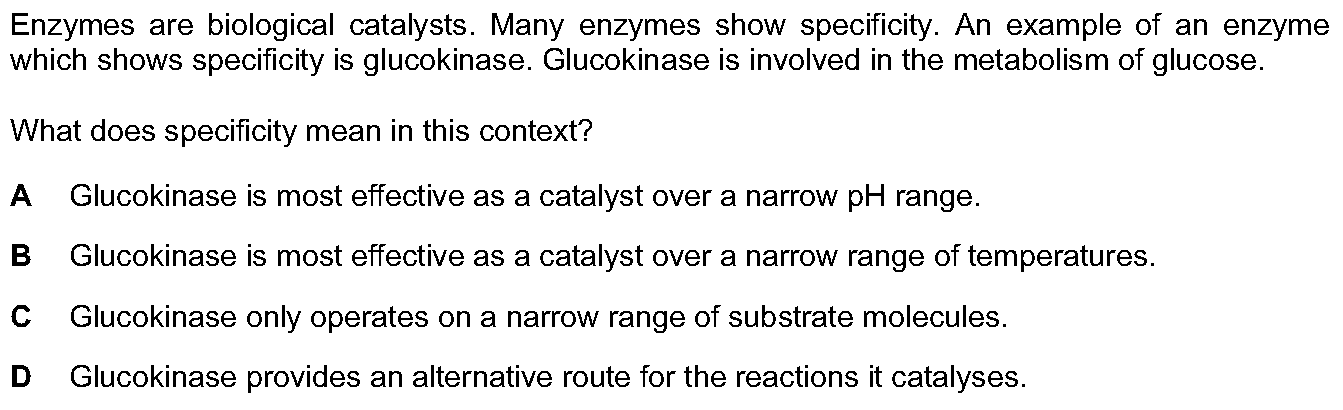 Enzymes are biological catalysts. Many enzymes show specificity. An example of an enzyme
which shows specificity is glucokinase. Glucokinase is involved in the metabolism of glucose.
What does specificity mean in this context?
A Glucokinase is most effective as a catalyst over a narrow pH range.
B Glucokinase is most effective as a catalyst over a narrow range of temperatures.
C Glucokinase only operates on a narrow range of substrate molecules.
D Glucokinase provides an alternative route for the reactions it catalyses.